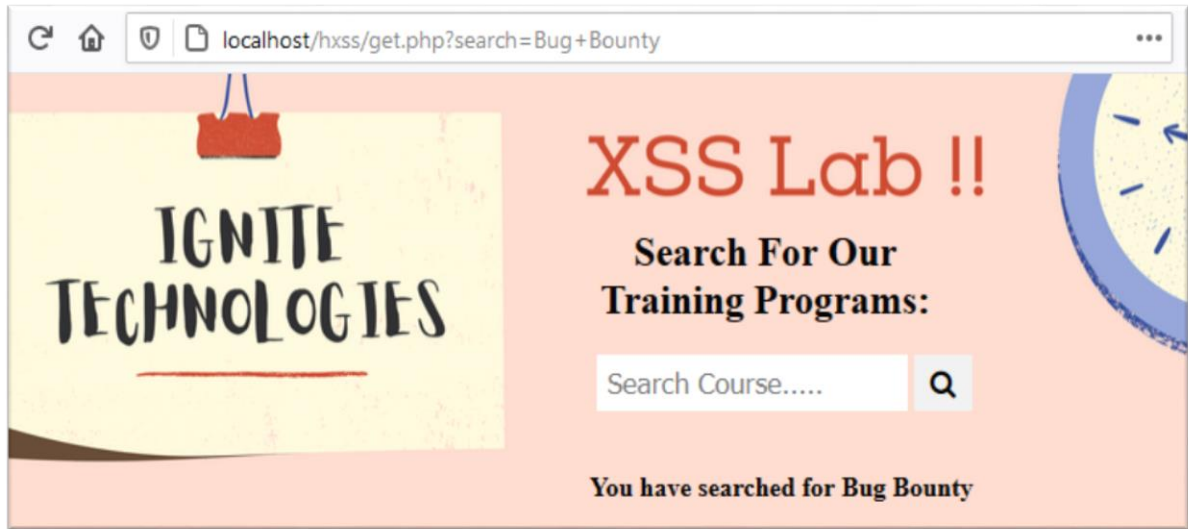 localhost/hxss/get.php?search=Bug+Bounty
IGNITE
TECHNOLOGIES
XSS Lab !!
Search For Our
Training Programs:
Search Course.....
You have searched for Bug Bounty